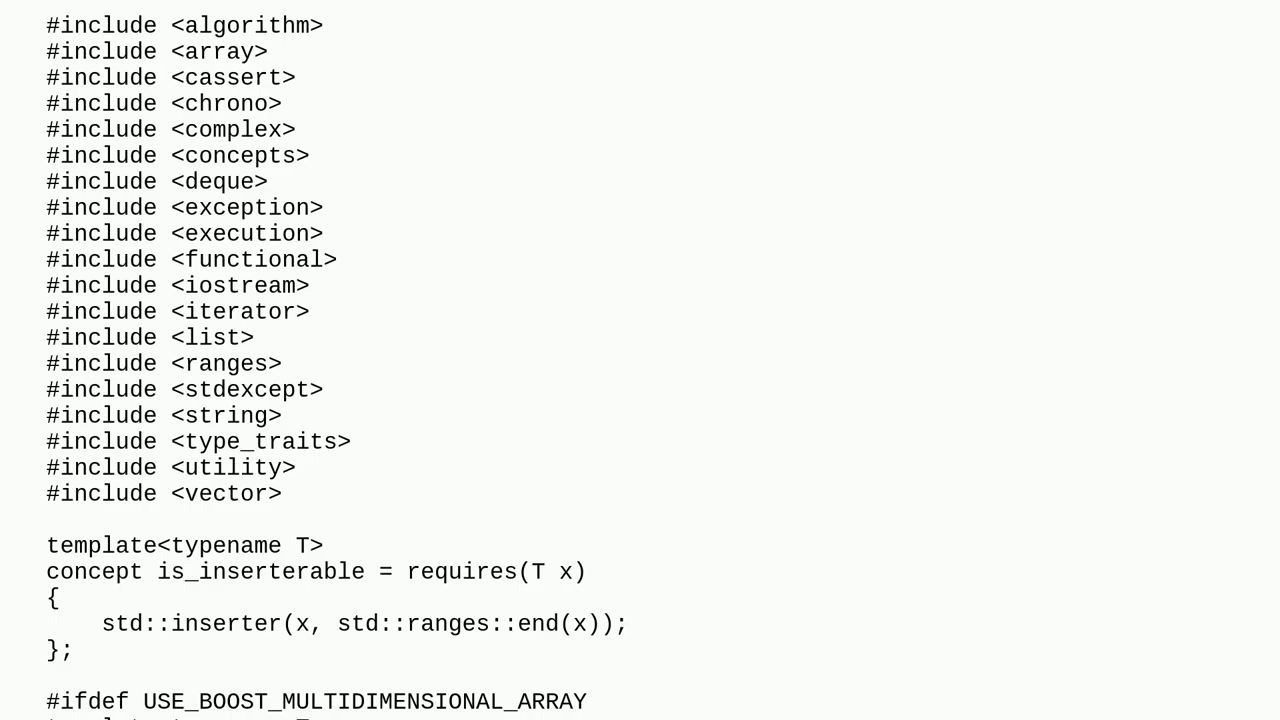 #include <algorithm>
#include <array>
#include <cassert>
#include <chrono>
#include <complex>
#include <concepts>
#include <deque>
#include <exception>
#include <execution>
#include <functional>
#include <iostream>
#include <iterator>
#include <list>
#include <ranges>
#include <stdexcept>
#include <string>
#include <type_traits>
#include <utility>
#include <vector>

template<typename T>
concept is_inserterable = requires(T x)
{
    std::inserter(x, std::ranges::end(x));
};

#ifdef USE_BOOST_MULTIDIMENSIONAL_ARRAY